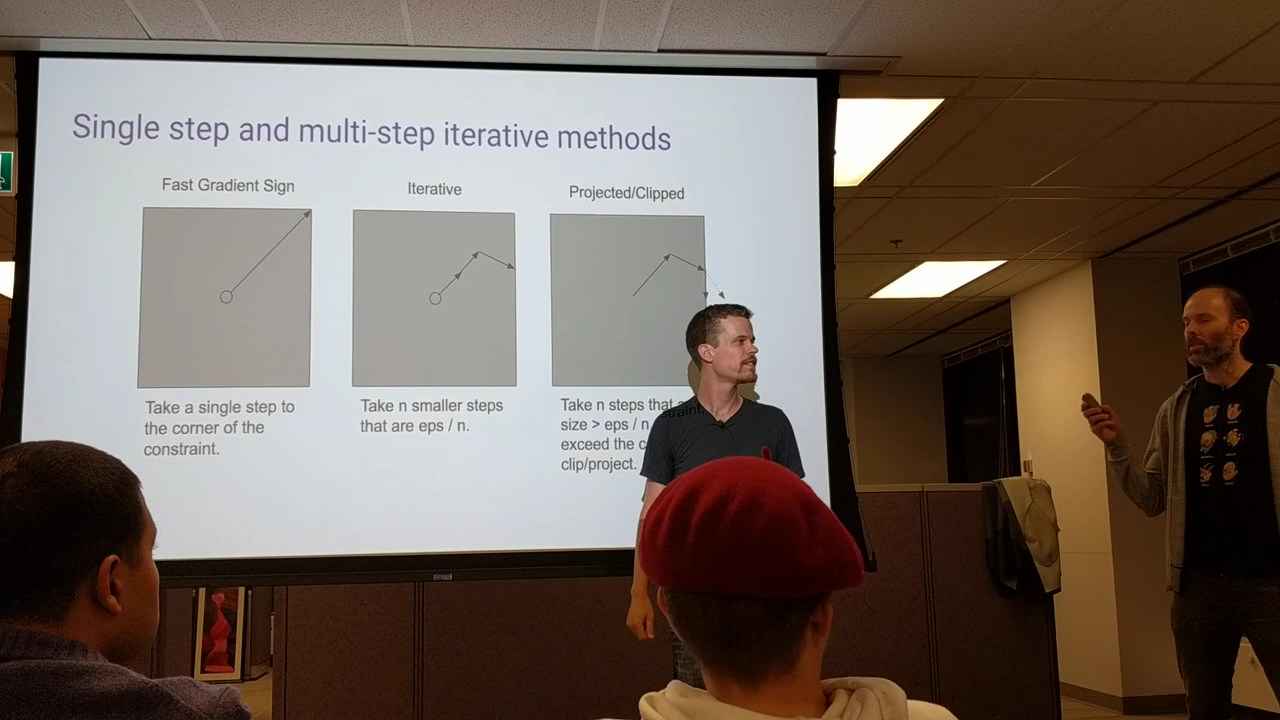 Single step and multi-step iterative methods
Fast Gradient Sign
Iterative
Projected/Clipped
Take a single step to
the corner of the
constraint.
Take n smaller steps
that are eps / n.
Take n steps that
size > eps / n
exceed the
clip/project.
straint,